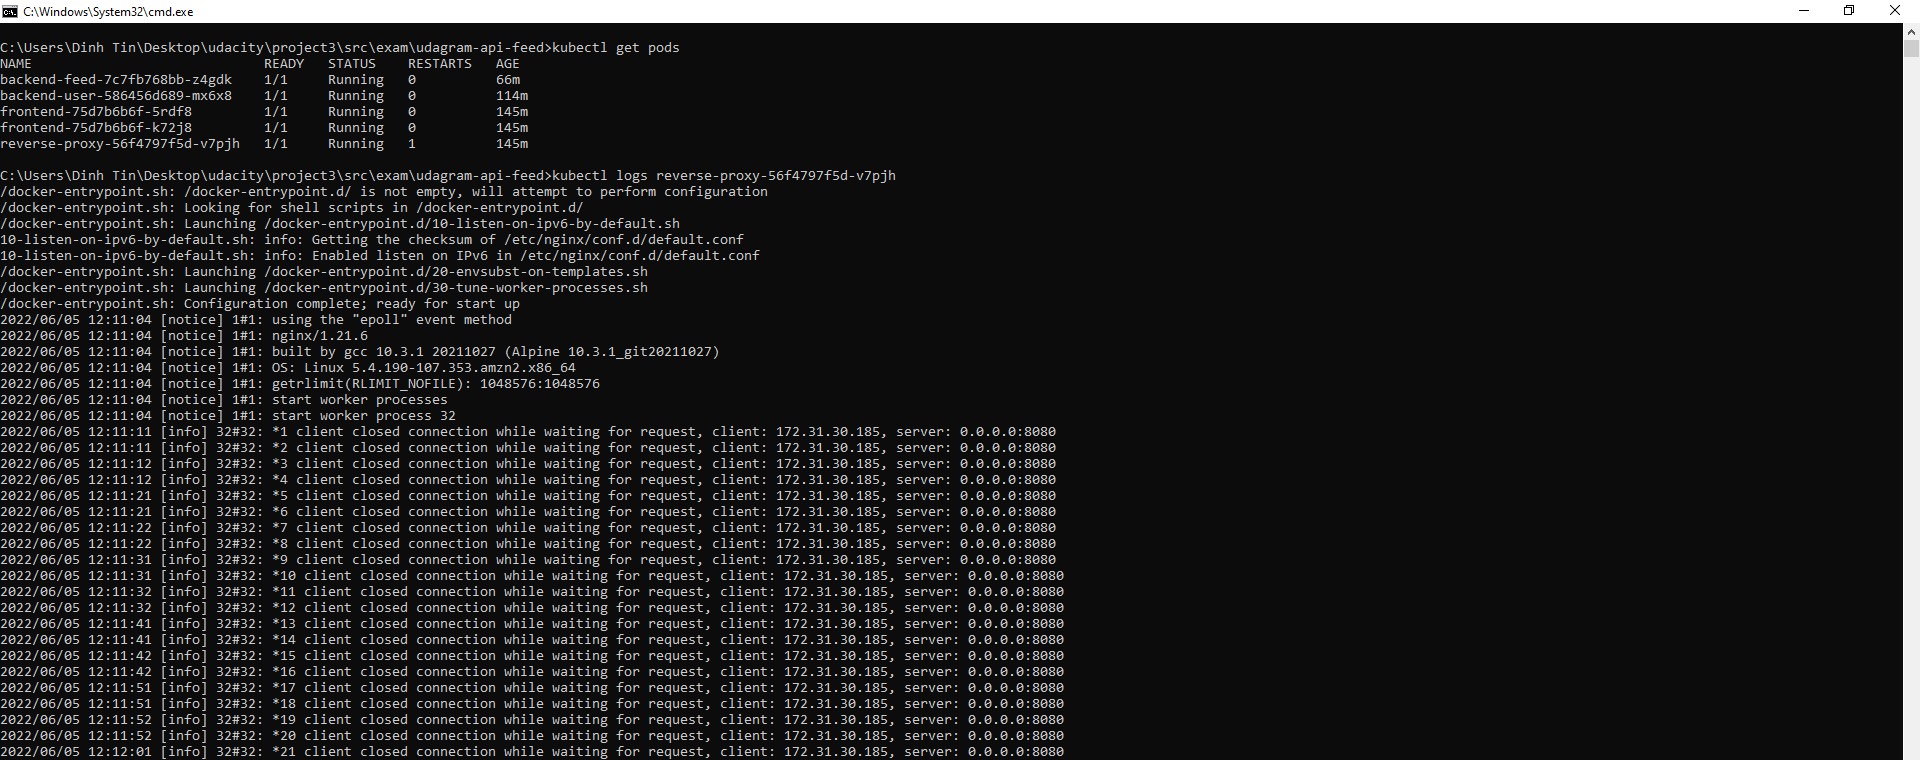 C:\Windows\System32\cmd.exe
C:\Users\Dinh Tin\Desktop\udacity\project3\src\exam\udagram-api-feed>kubectl get pods
NAME READY STATUS RESTARTS AGE
backend-feed-7c7fb768bb-z4gdk 1/1 Running 0 66m
backend-user-586456d689-mx6x8 1/1 Running 0 114m
frontend-75d7b6b6f-5rdf8 1/1 Running 0 145m
frontend-75d7b6b6f-k72j8 1/1 Running 0 145m
reverse-proxy-56f4797f5d-v7pjh 1/1 Running 1 145m
C:\Users\Dinh Tin\Desktop\udacity\project3\src\exam\udagram-api-feed>kubectl logs reverse-proxy-56f4797f5d-v7pjh
/docker-entrypoint.sh: /docker-entrypoint.d/ is not empty, will attempt to perform configuration
/docker-entrypoint.sh: Looking for shell scripts in /docker-entrypoint.d/
/docker-entrypoint.sh: Launching /docker-entrypoint.d/10-listen-on-ipv6-by-default.sh
10-listen-on-ipv6-by-default.sh: info: Getting the checksum of /etc/nginx/conf.d/default.conf
10-listen-on-ipv6-by-default.sh: info: Enabled listen on IPv6 in /etc/nginx/conf.d/default.conf
/docker-entrypoint.sh: Launching /docker-entrypoint.d/20-envsubst-on-templates.sh
/docker-entrypoint.sh: Launching /docker-entrypoint.d/30-tune-worker-processes.sh
/docker-entrypoint.sh: Configuration complete; ready for start up
2022/06/05 12:11:04 [notice] 1#1: using the "epoll" event method
2022/06/05 12:11:04 [notice] 1#1: nginx/1.21.6
2022/06/05 12:11:04 [notice] 1#1: built by gcc 10.3.1 20211027 (Alpine 10.3.1_git20211027)
2022/06/05 12:11:04 [notice] 1#1: OS: Linux 5.4.190-107.353.amzn2.x86_64
2022/06/05 12:11:04 [notice] 1#1: getrlimit(RLIMIT_NOFILE): 1048576:1048576
2022/06/05 12:11:04 [notice] 1#1: start worker processes
2022/06/05 12:11:04 [notice] 1#1: start worker process 32
2022/06/05 12:11:11 [info] 32#32: *1 client closed connection while waiting for request, client: 172.31.30.185, server: 0.0.0.0:8080
2022/06/05 12:11:11 [info] 32#32: *2 client closed connection while waiting for request, client: 172.31.30.185, server: 0.0.0.0:8080
2022/06/05 12:11:12 [info] 32#32: *3 client closed connection while waiting for request, client: 172.31.30.185, server: 0.0.0.0:8080
2022/06/05 12:11:12 [info] 32#32: *4 client closed connection while waiting for request, client: 172.31.30.185, server: 0.0.0.0:8080
2022/06/05 12:11:21 [info] 32#32: *5 client closed connection while waiting for request, client: 172.31.30.185, server: 0.0.0.0:8080
2022/06/05 12:11:21 [info] 32#32: *6 client closed connection while waiting for request, client: 172.31.30.185, server: 0.0.0.0:8080
2022/06/05 12:11:22 [info] 32#32: *7 client closed connection while waiting for request, client: 172.31.30.185, server: 0.0.0.0:8080
2022/06/05 12:11:22 [info] 32#32: *8 client closed connection while waiting for request, client: 172.31.30.185, server: 0.0.0.0:8080
2022/06/05 12:11:31 [info] 32#32: *9 client closed connection while waiting for request, client: 172.31.30.185, server: 0.0.0.0:8080
2022/06/05 12:11:31 [info] 32#32: *10 client closed connection while waiting for request, client: 172.31.30.185, server: 0.0.0.0:8080
2022/06/05 12:11:32 [info] 32#32: *11 client closed connection while waiting for request, client: 172.31.30.185, server: 0.0.0.0:8080
2022/06/05 12:11:32 [info] 32#32: *12 client closed connection while waiting for request, client: 172.31.30.185, server: 0.0.0.0:8080
2022/06/05 12:11:41 [info] 32#32: *13 client closed connection while waiting for request, client: 172.31.30.185, server: 0.0.0.0:8080
2022/06/05 12:11:41 [info] 32#32: *14 client closed connection while waiting for request, client: 172.31.30.185, server: 0.0.0.0:8080
2022/06/05 12:11:42 [info] 32#32: *15 client closed connection while waiting for request, client: 172.31.30.185, server: 0.0.0.0:8080
2022/06/05 12:11:42 [info] 32#32: *16 client closed connection while waiting for request, client: 172.31.30.185, server: 0.0.0.0:8080
2022/06/05 12:11:51 [info] 32#32: *17 client closed connection while waiting for request, client: 172.31.30.185, server: 0.0.0.0:8080
2022/06/05 12:11:51 [info] 32#32: *18 client closed connection while waiting for request, client: 172.31.30.185, server: 0.0.0.0:8080
2022/06/05 12:11:52 [info] 32#32: *19 client closed connection while waiting for request, client: 172.31.30.185, server: 0.0.0.0:8080
2022/06/05 12:11:52 [info] 32#32: *20 client closed connection while waiting for request, client: 172.31.30.185, server: 0.0.0.0:8080
2022/06/05 12:12:01 [info] 32#32: *21 client closed connection while waiting for request, client: 172.31.30.185, server: 0.0.0.0:8080